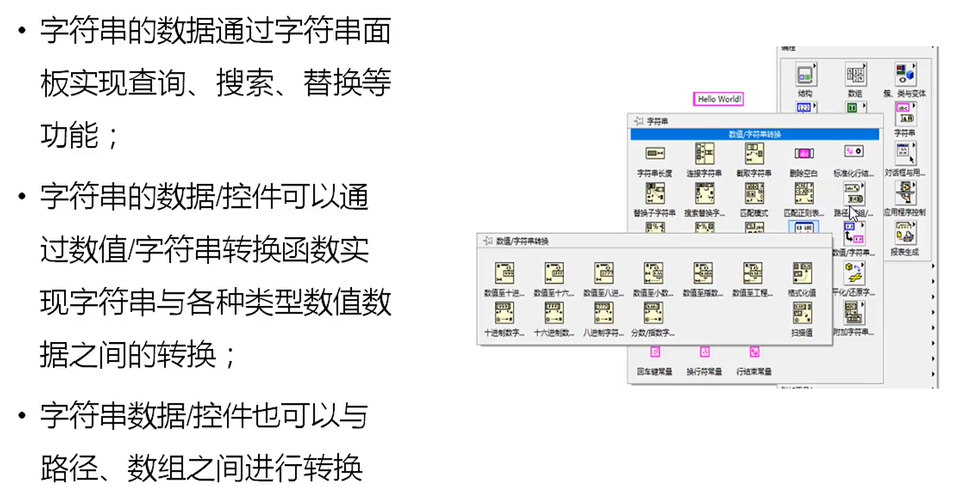 • 字符串的数据通过字符串面
板实现查询、搜索、替换等
功能；
• 字符串的数据/控件可以通
过数值/字符串转换函数实
现字符串与各种类型数值数
据之间的转换；
• 字符串数据/控件也可以与
路径、数组之间进行转换
结构 数组 簇、类与变体
Hello World!
字符串
字符串
数值/字符串转换
字符串长度 连接字符串 截取字符串 删除空白 标准化行结...
对话框与用...
替换子字符串 搜索替换字... 匹配模式 匹配正则表... 路径/
应用程序控制
数值/字符串转换
数值/字符串...
报表生成
数值至十进... 数值至十六... 数值至八进... 数值至小数... 数值至指数... 数值至工程... 格式化值
平化/还原字...
十进制数字... 十六进制数... 八进制字符... 分数/指数字... 扫描值
附加字符串...
回车键常量 换行符常量 行结束常量